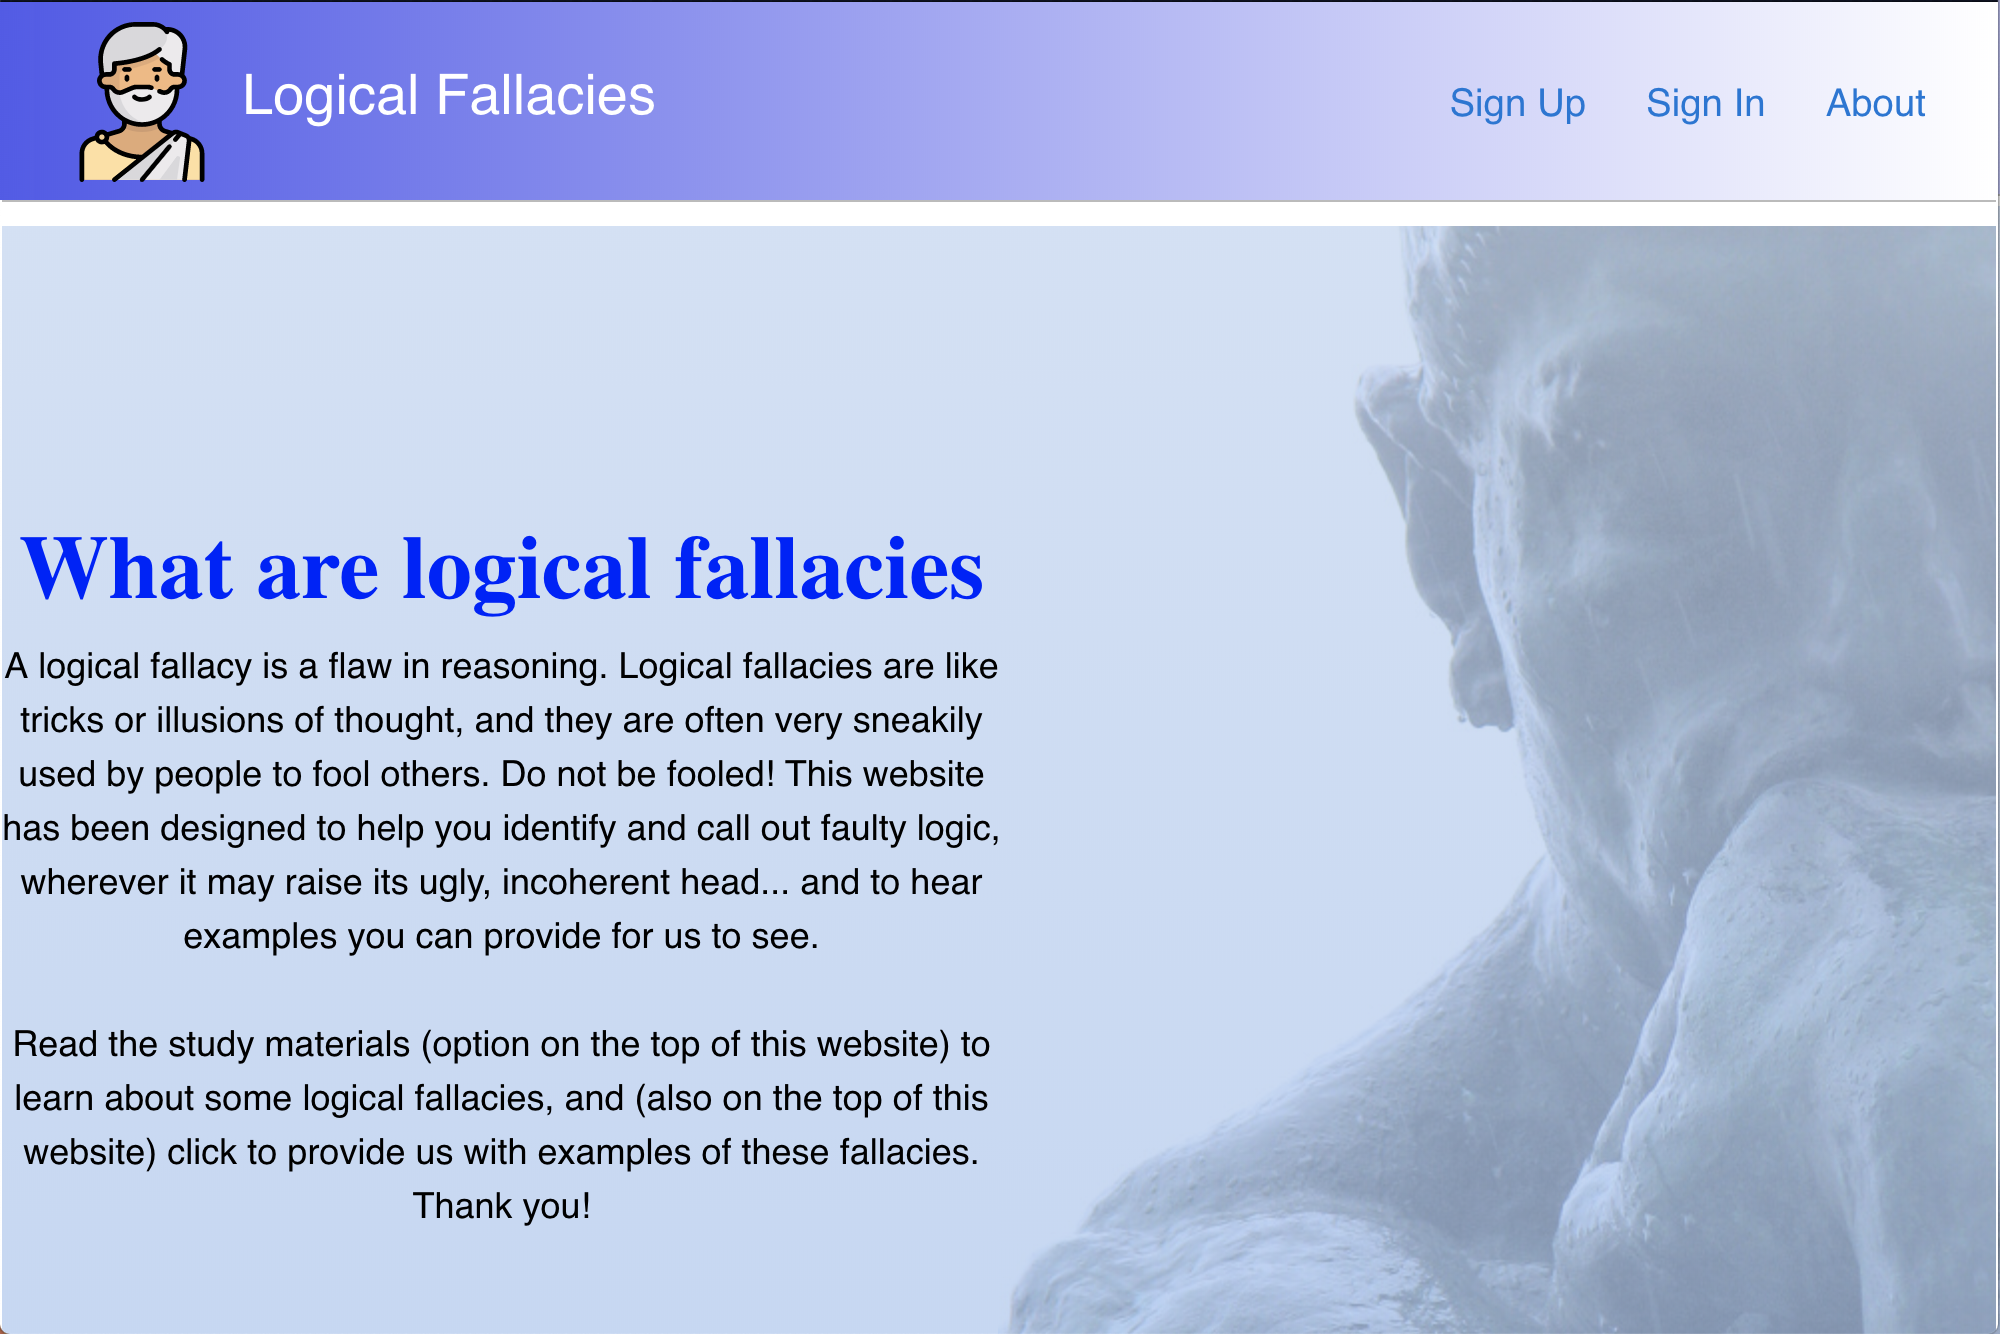 Logical Fallacies
Sign Up
Sign In
About
What are logical fallacies
A logical fallacy is a flaw in reasoning. Logical fallacies are like
tricks or illusions of thought, and they are often very sneakily
used by people to fool others. Do not be fooled! This website
has been designed to help you identify and call out faulty logic,
wherever it may raise its ugly, incoherent head... and to hear
examples you can provide for us to see.
Read the study materials (option on the top of this website) to
learn about some logical fallacies, and (also on the top of this
website) click to provide us with examples of these fallacies.
Thank you!